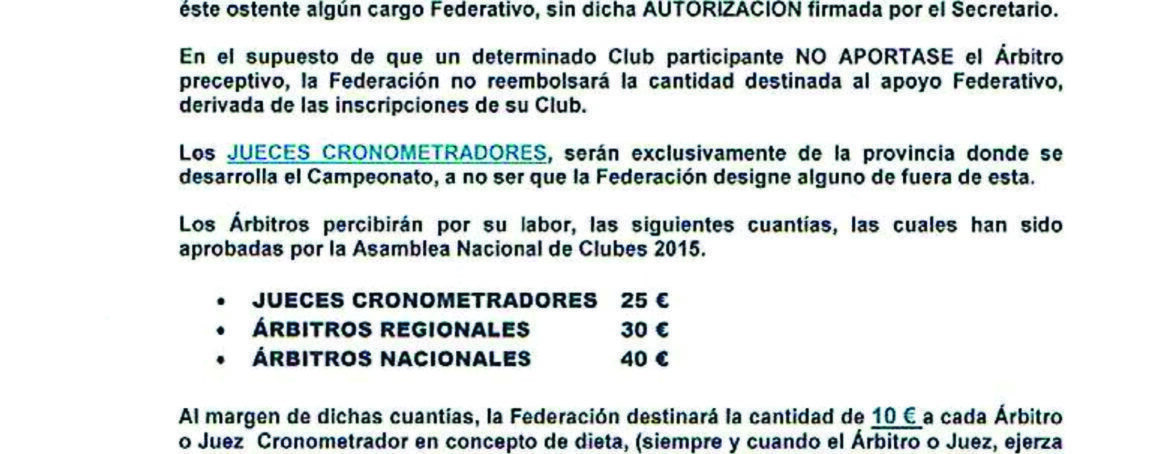 éste ostente algún cargo Federativo, sin dicha AUTORIZACIÓN firmada por el Secretario.
En el supuesto de que un determinado Club participante NO APORTASE el Árbitro
preceptivo, la Federación no reembolsará la cantidad destinada al apoyo Federativo,
derivada de las inscripciones de su Club.
Los JUECES CRONOMETRADORES, serán exclusivamente de la provincia donde se
desarrolla el Campeonato, a no ser que la Federación designe alguno de fuera de esta.
Los Árbitros percibirán por su labor, las siguientes cuantías, las cuales han sido
aprobadas por la Asamblea Nacional de Clubes 2015.
• JUECES CRONOMETRADORES 25 €
• ÁRBITROS REGIONALES 30 €
• ÁRBITROS NACIONALES 40 €
Al margen de dichas cuantías, la Federación destinará la cantidad de 10 € a cada Árbitro
o Juez Cronometrador en concepto de dieta, (siempre y cuando el Árbitro o Juez, ejerza